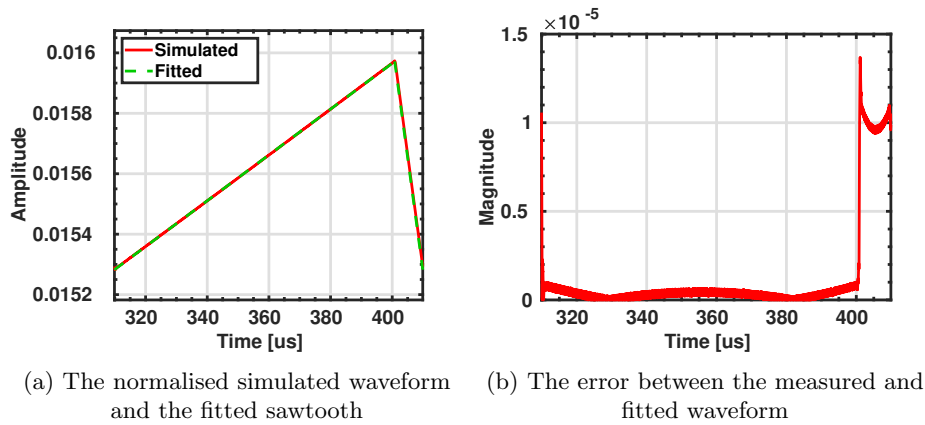 0.016
0.0158
0.0156
0.0154
0.0152
Amplitude
Simulated
Fitted
320 340 360 380 400
Time [us]
×10 -5
1.5
1
0.5
0
Magnitude
320 340 360 380 400
Time [us]
(a) The normalised simulated waveform
and the fitted sawtooth
(b) The error between the measured and
fitted waveform